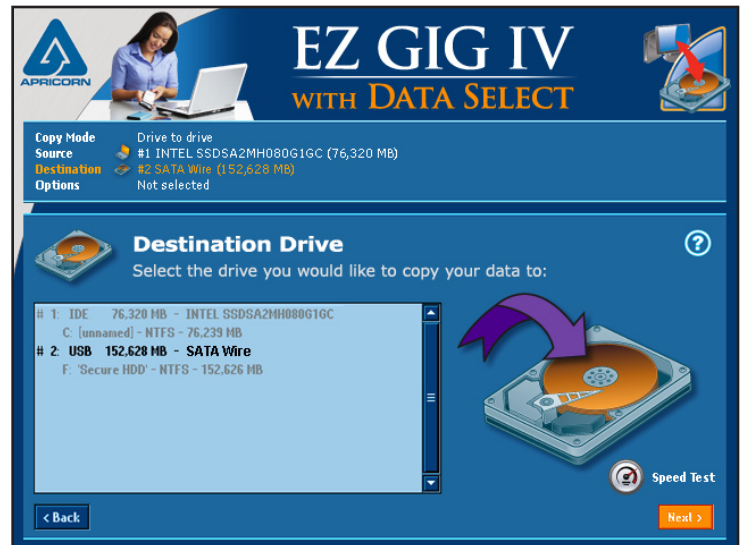 APRICORN
EZ GIG IV
WITH DATA SELECT
Copy Mode Drive to drive
Source #1 INTEL SSDSA2MH080G1GC (76,320 MB)
Destination #2 SATA Wire (152,628 MB)
Options Not selected
Destination Drive
?
Select the drive you would like to copy your data to:
# 1: IDE 76,320 MB - INTEL SSDSA2MH080G1GC
C: [unnamed] - NTFS - 76,239 MB
# 2: USB 152,628 MB - SATA Wire
F: 'Secure HDD' - NTFS - 152,626 MB
Speed Test
< Back
Next >